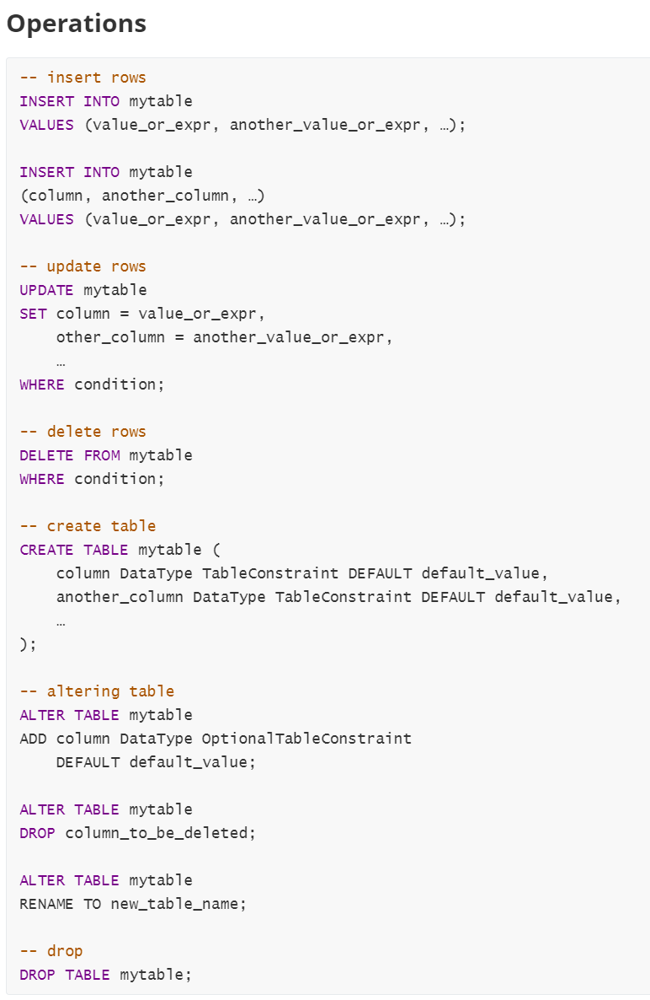 Operations
-- insert rows
INSERT INTO mytable
VALUES (value_or_expr, another_value_or_expr, …);
INSERT INTO mytable
(column, another_column, …)
VALUES (value_or_expr, another_value_or_expr, …);
-- update rows
UPDATE mytable
SET column = value_or_expr,
    other_column = another_value_or_expr,
    …
WHERE condition;
-- delete rows
DELETE FROM mytable
WHERE condition;
-- create table
CREATE TABLE mytable (
    column DataType TableConstraint DEFAULT default_value,
    another_column DataType TableConstraint DEFAULT default_value,
    …
);
-- altering table
ALTER TABLE mytable
ADD column DataType OptionalTableConstraint
    DEFAULT default_value;
ALTER TABLE mytable
DROP column_to_be_deleted;
ALTER TABLE mytable
RENAME TO new_table_name;
-- drop
DROP TABLE mytable;